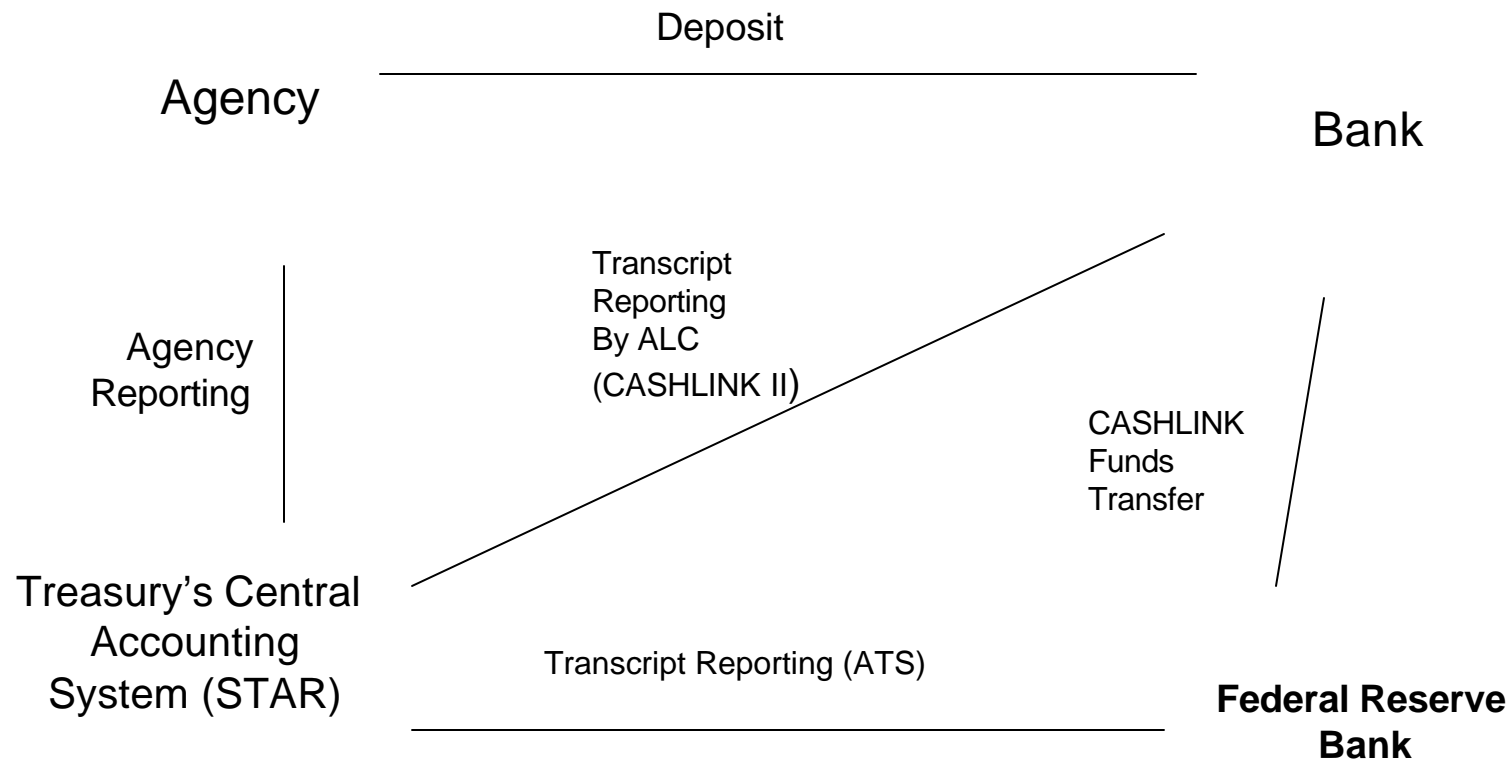 Deposit
Agency
Bank
Transcript
Reporting
By ALC
(CASHLINK II)
Agency
Reporting
CASHLINK
Funds
Transfer
Treasury’s Central
Accounting
System (STAR)
Transcript Reporting (ATS)
Federal Reserve
Bank